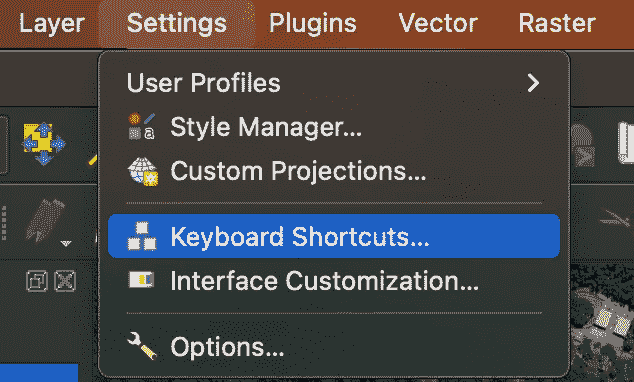 Layer Settings Plugins Vector Raster
User Profiles
Style Manager...
Custom Projections...
Keyboard Shortcuts...
Interface Customization...
Options...